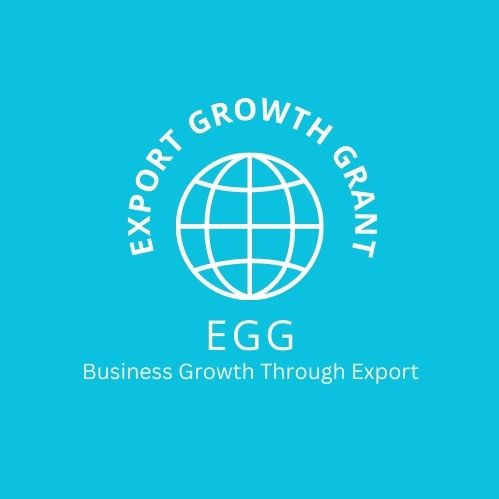 EXPORT GROWTH GRANT
EGG
Business Growth Through Export